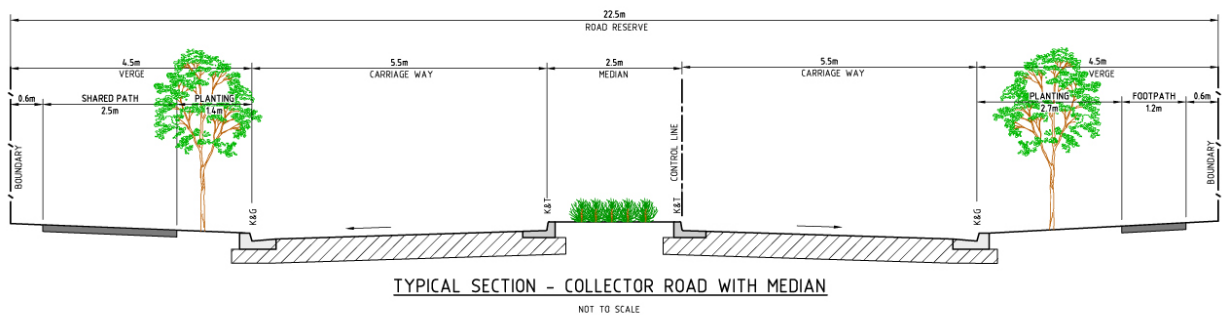 22.5m
ROAD RESERVE
4.5m
VERGE
5.5m
CARRIAGE WAY
2.5m
MEDIAN
5.5m
CARRIAGE WAY
4.5m
VERGE
0.6m
SHARED PATH
2.5m
PLANTING
1.4m
PLANTING
2.7m
FOOTPATH
1.2m
0.6m
BOUNDARY
K&G
K&T
CONTROL LINE
K&T
K&G
BOUNDARY
TYPICAL SECTION - COLLECTOR ROAD WITH MEDIAN
NOT TO SCALE